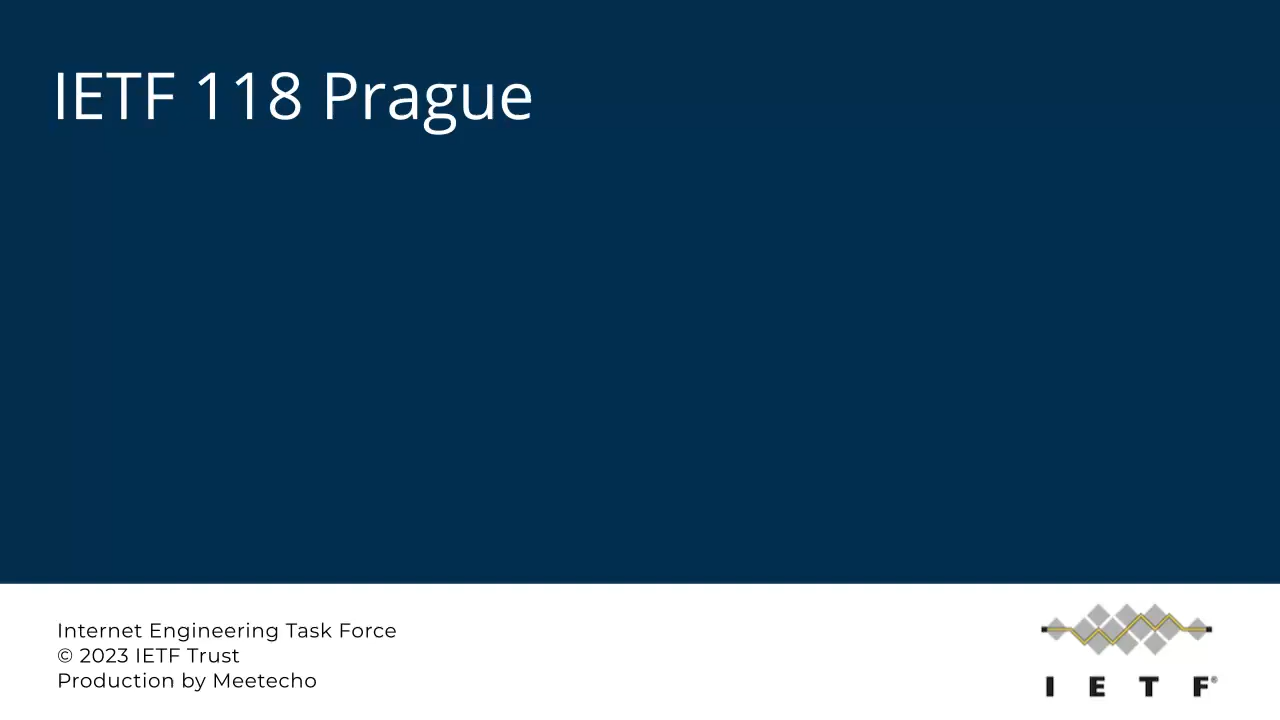 IETF 118 Prague
Internet Engineering Task Force
© 2023 IETF Trust
Production by Meetecho
I E T F®